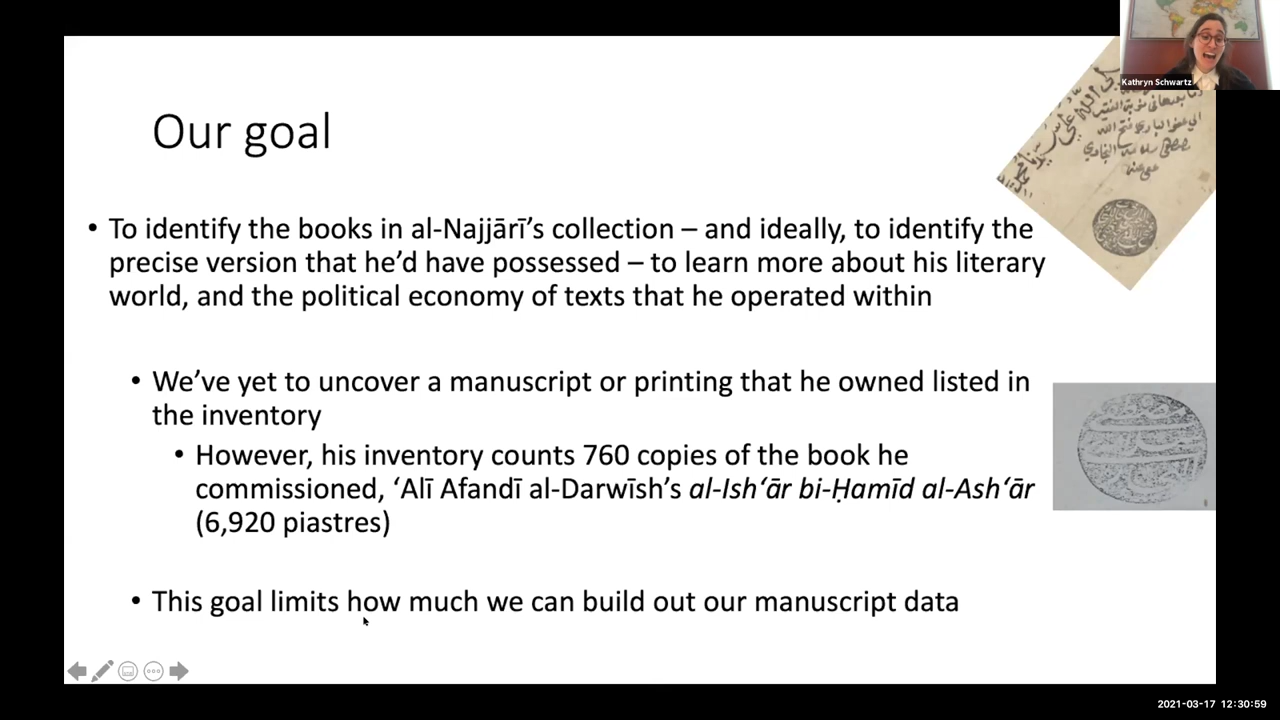 Our goal
• To identify the books in al-Najjārī’s collection – and ideally, to identify the
precise version that he’d have possessed – to learn more about his literary
world, and the political economy of texts that he operated within
• We’ve yet to uncover a manuscript or printing that he owned listed in
the inventory
• However, his inventory counts 760 copies of the book he
commissioned, ‘Alī Afandī al-Darwīsh’s al-Ish‘ār bi-Ḥamīd al-Ash‘ār
(6,920 piastres)
• This goal limits how much we can build out our manuscript data
Kathryn Schwartz
2021-03-17 12:30:59